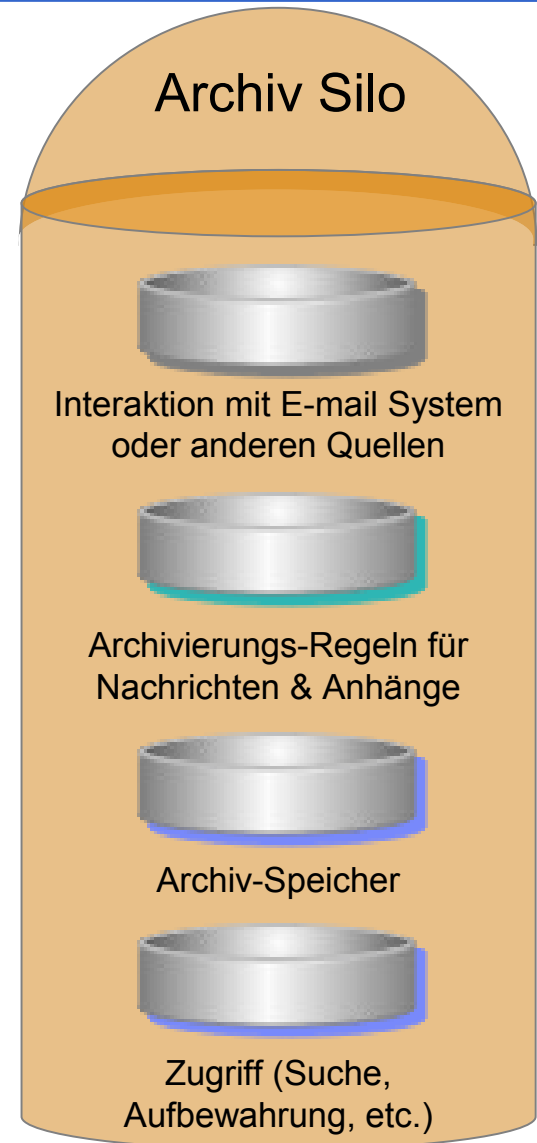 Archiv Silo
Interaktion mit E-mail System
oder anderen Quellen
Archivierungs-Regeln für
Nachrichten & Anhänge
Archiv-Speicher
Zugriff (Suche,
Aufbewahrung, etc.)